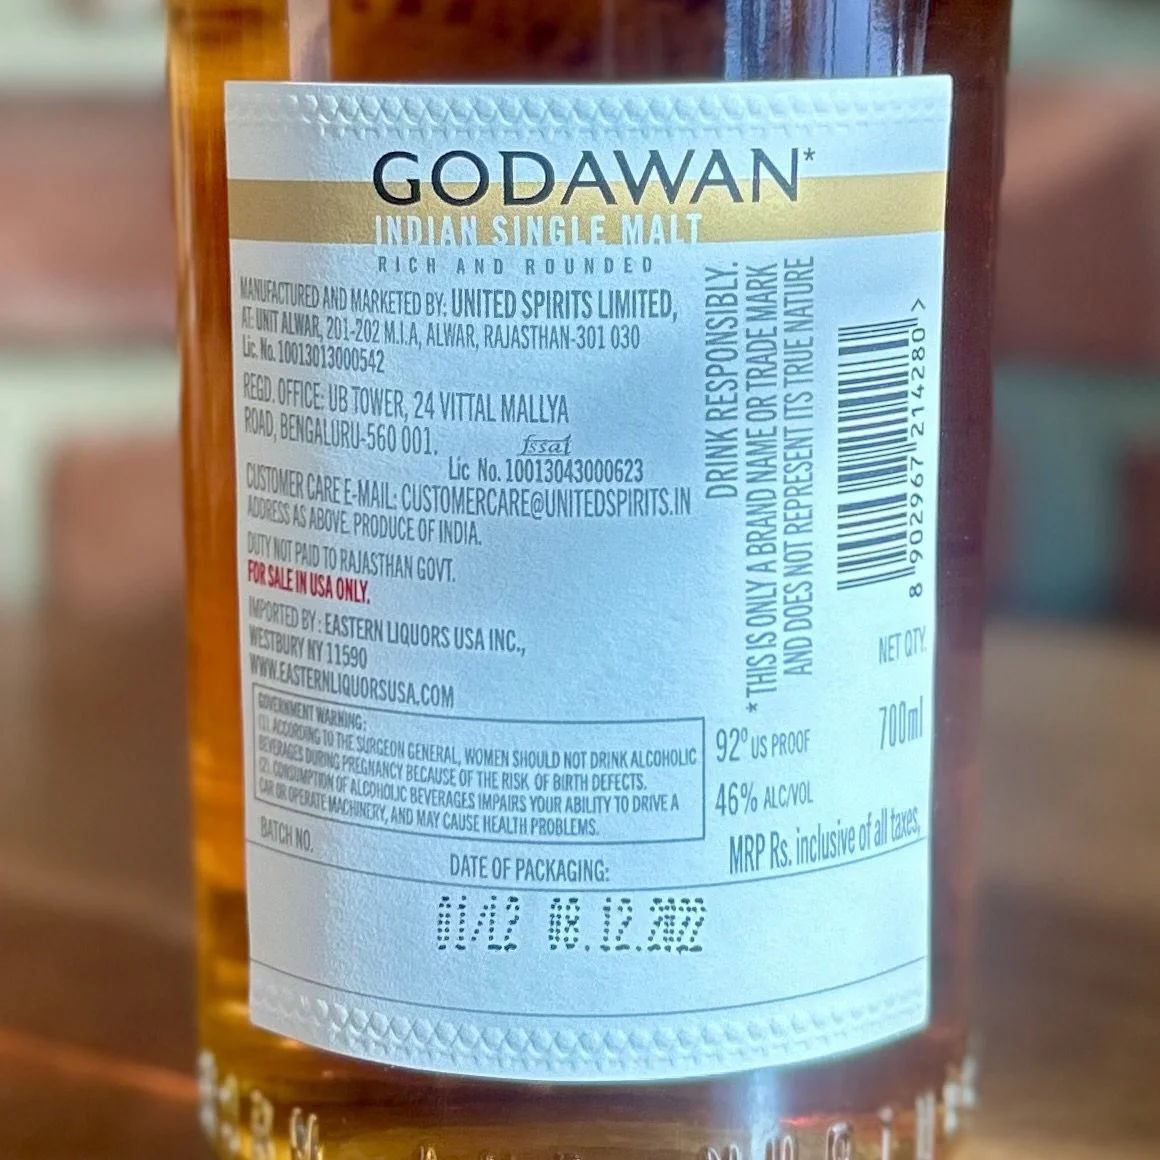 GODAWAN*
INDIAN SINGLE MALT
RICH AND ROUNDED
MANUFACTURED AND MARKETED BY: UNITED SPIRITS LIMITED,
AT: UNIT ALWAR, 201-202 M.I.A, ALWAR, RAJASTHAN-301 030
Lic. No. 10013013000542
REGD. OFFICE: UB TOWER, 24 VITTAL MALLYA
ROAD, BENGALURU-560 001.
fssai
Lic No. 10013043000623
CUSTOMER CARE E-MAIL: CUSTOMERCARE@UNITEDSPIRITS.IN
ADDRESS AS ABOVE. PRODUCE OF INDIA.
DUTY NOT PAID TO RAJASTHAN GOVT.
FOR SALE IN USA ONLY.
IMPORTED BY : EASTERN LIQUORS USA INC.,
WESTBURY NY 11590
WWW.EASTERNLIQUORSUSA.COM
GOVERNMENT WARNING:
(1) ACCORDING TO THE SURGEON GENERAL, WOMEN SHOULD NOT DRINK ALCOHOLIC
BEVERAGES DURING PREGNANCY BECAUSE OF THE RISK OF BIRTH DEFECTS.
(2) CONSUMPTION OF ALCOHOLIC BEVERAGES IMPAIRS YOUR ABILITY TO DRIVE A
CAR OR OPERATE MACHINERY, AND MAY CAUSE HEALTH PROBLEMS.
DRINK RESPONSIBLY.
* THIS IS ONLY A BRAND NAME OR TRADE MARK
AND DOES NOT REPRESENT ITS TRUE NATURE
8 902967 214280 >
NET QTY.
700ml
92° US PROOF
46% ALC/VOL
MRP Rs. inclusive of all taxes,
BATCH NO.
DATE OF PACKAGING:
08.12.2022